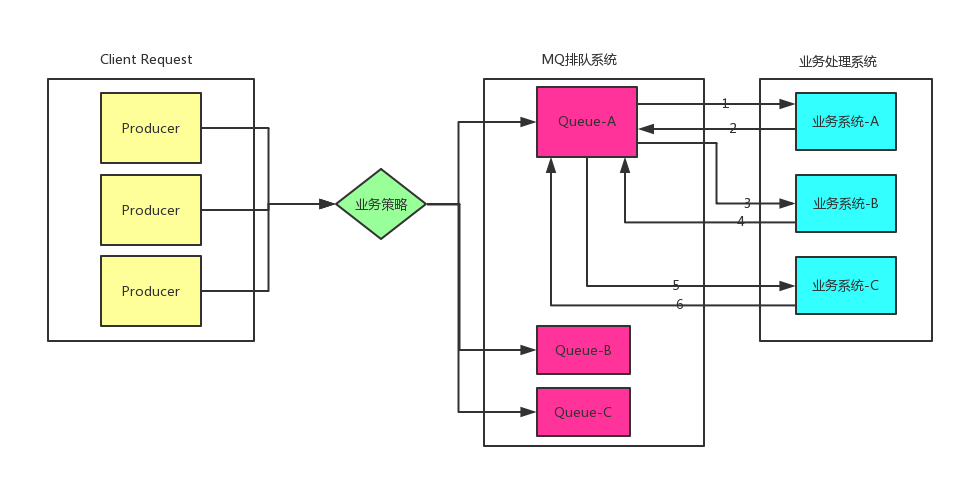 Client Request
MQ排队系统
业务处理系统
Producer
Producer
Producer
业务策略
Queue-A
Queue-B
Queue-C
1
2
3
4
5
6
业务系统-A
业务系统-B
业务系统-C